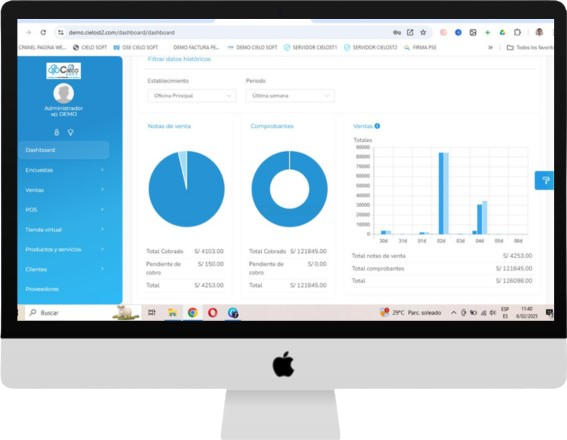 demo.cielost2.com/dashboard/dashboard
CPANEL PAGINA WE...
CIELO SOFT
OSE CIELO SOFT
DEMO FACTURA PE...
DEMO CIELO SOFT
SERVIDOR CIELOST1
SERVIDOR CIELOST2
FIRMA PSE
»
Todos los favorit
Filtrar datos históricos
Cielo
Administrador
DEMO
Establecimiento
Periodo
Oficina Principal
Última semana
Dashboard
Encuestas
Ventas
POS
Tienda virtual
Productos y servicios
Clientes
Proveedores
Notas de venta
Total Cobrado S/ 4103.00
Pendiente de cobro S/ 150.00
Total S/ 4253.00
Comprobantes
Total Cobrado S/ 121845.00
Pendiente de cobro S/ 0.00
Total S/ 121845.00
Ventas
Totales
90000
80000
70000
60000
50000
40000
30000
20000
10000
0
30d 31d 01d 02d 03d 04d 05d
Total notas de venta S/ 4253.00
Total comprobantes S/ 121845.00
Total S/ 126098.00
Buscar
29°C Parc. soleado
ESP
ES
11:40
6/02/2025